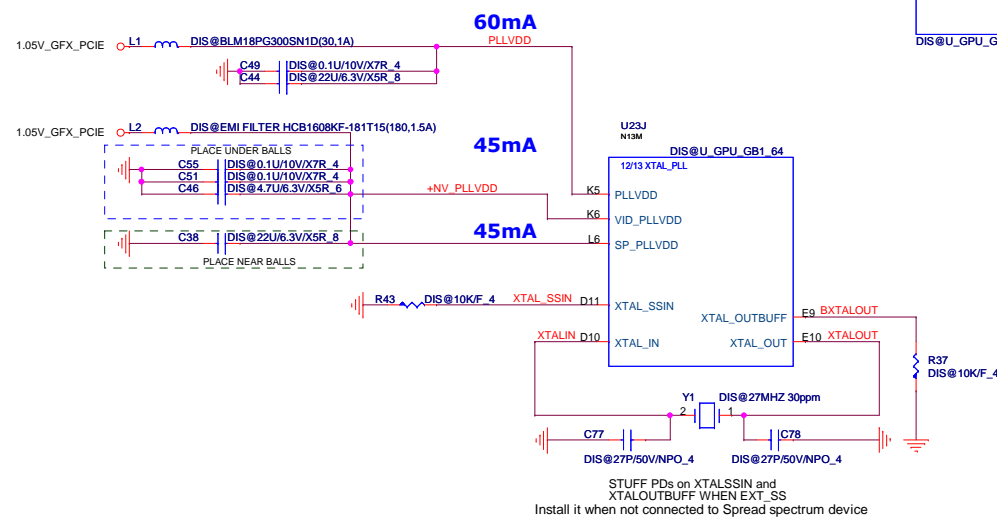 60mA
DIS@U_GPU_G
1.05V_GFX_PCIE L1 DIS@BLM18PG300SN1D(30,1A) PLLVDD
C49 DIS@0.1U/10V/X7R_4
C44 DIS@22U/6.3V/X5R_8
1.05V_GFX_PCIE L2 DIS@EMI FILTER HCB1608KF-181T15(180,1.5A)
PLACE UNDER BALLS
45mA
C55 DIS@0.1U/10V/X7R_4
C51 DIS@0.1U/10V/X7R_4
C46 DIS@4.7U/6.3V/X5R_6
+NV_PLLVDD
45mA
C38 DIS@22U/6.3V/X5R_8
PLACE NEAR BALLS
U23J
N13M
DIS@U_GPU_GB1_64
12/13 XTAL_PLL
K5 PLLVDD
K6 VID_PLLVDD
L6 SP_PLLVDD
R43 DIS@10K/F_4 XTAL_SSIN D11 XTAL_SSIN
XTAL_OUTBUFF E9 BXTALOUT
XTALIN D10 XTAL_IN
XTAL_OUT E10 XTALOUT
R37
DIS@10K/F_4
Y1 DIS@27MHZ 30ppm
2 1
C77 C78
DIS@27P/50V/NPO_4 DIS@27P/50V/NPO_4
STUFF PDs on XTALSSIN and
XTALOUTBUFF WHEN EXT_SS
Install it when not connected to Spread spectrum device